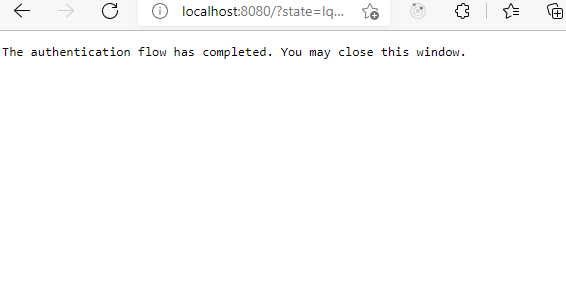 localhost:8080/?state=lq...
The authentication flow has completed. You may close this window.